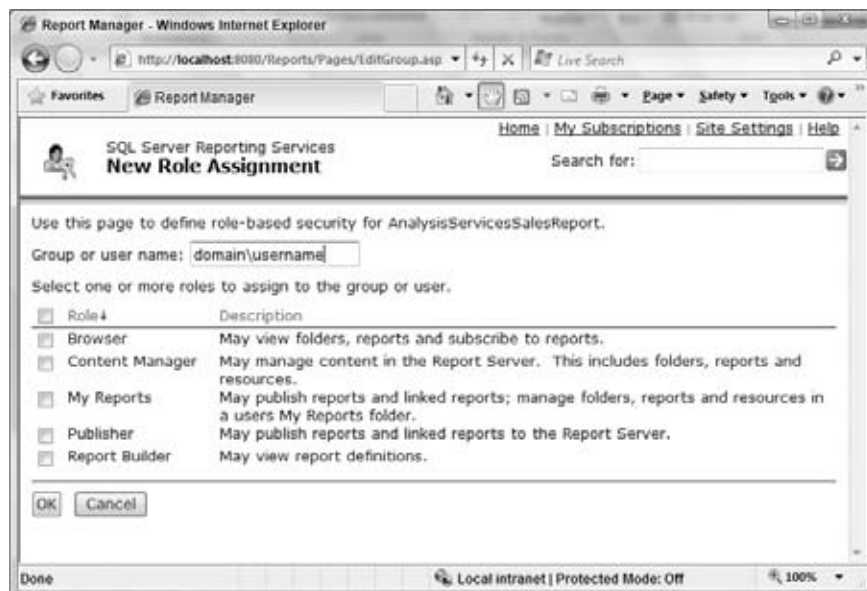 Report Manager - Windows Internet Explorer
http://localhost:8080/Reports/Pages/EditGroup.asp
Live Search
Favorites
Report Manager
Page
Safety
Tools
Home | My Subscriptions | Site Settings | Help
SQL Server Reporting Services
New Role Assignment
Search for:
Use this page to define role-based security for AnalysisServicesSalesReport.
Group or user name: domain\username
Select one or more roles to assign to the group or user.
Role↓ Description
Browser May view folders, reports and subscribe to reports.
Content Manager May manage content in the Report Server. This includes folders, reports and
resources.
My Reports May publish reports and linked reports; manage folders, reports and resources in
a users My Reports folder.
Publisher May publish reports and linked reports to the Report Server.
Report Builder May view report definitions.
OK Cancel
Done Local intranet | Protected Mode: Off 100%